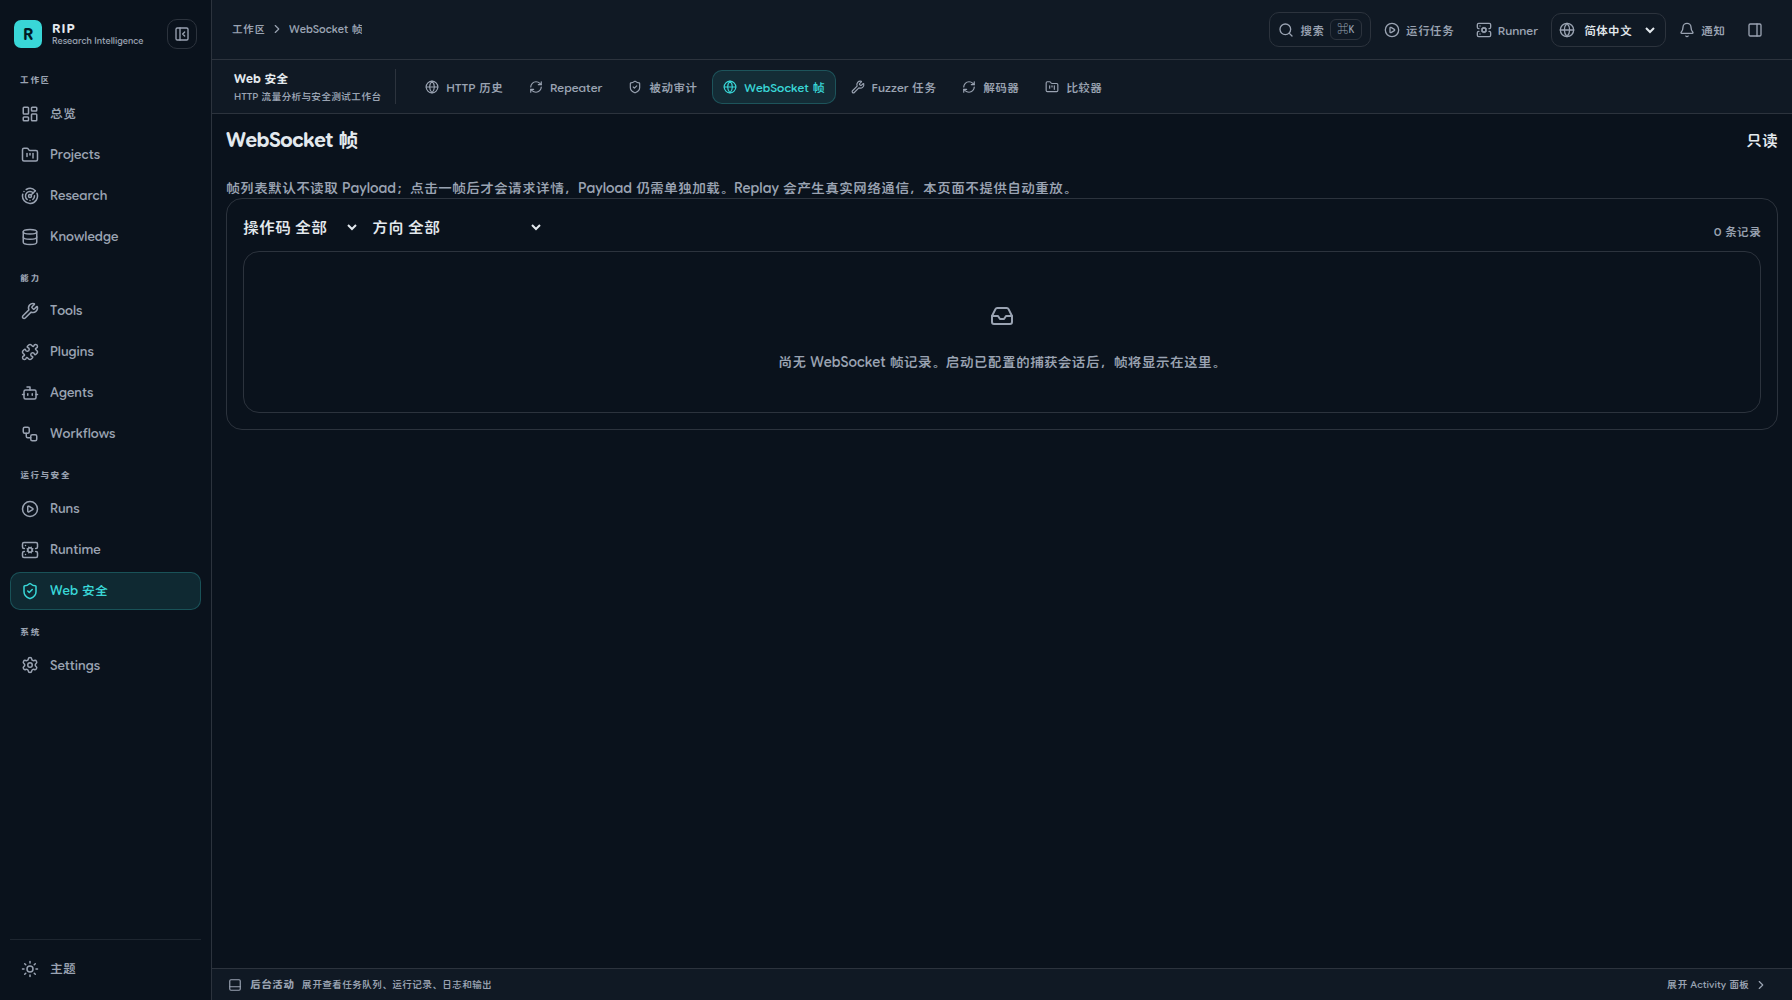 R
RIP
Research Intelligence
工作区
总览
Projects
Research
Knowledge
能力
Tools
Plugins
Agents
Workflows
运行与安全
Runs
Runtime
Web 安全
系统
Settings
主题
工作区 > WebSocket 帧
搜索 ⌘K 运行任务 Runner 简体中文 通知
Web 安全
HTTP 流量分析与安全测试工作台
HTTP 历史 Repeater 被动审计 WebSocket 帧 Fuzzer 任务 解码器 比较器
WebSocket 帧 只读
帧列表默认不读取 Payload；点击一帧后才会请求详情，Payload 仍需单独加载。Replay 会产生真实网络通信，本页面不提供自动重放。
操作码 全部 方向 全部 0 条记录
尚无 WebSocket 帧记录。启动已配置的捕获会话后，帧将显示在这里。
后台活动 展开查看任务队列、运行记录、日志和输出 展开 Activity 面板